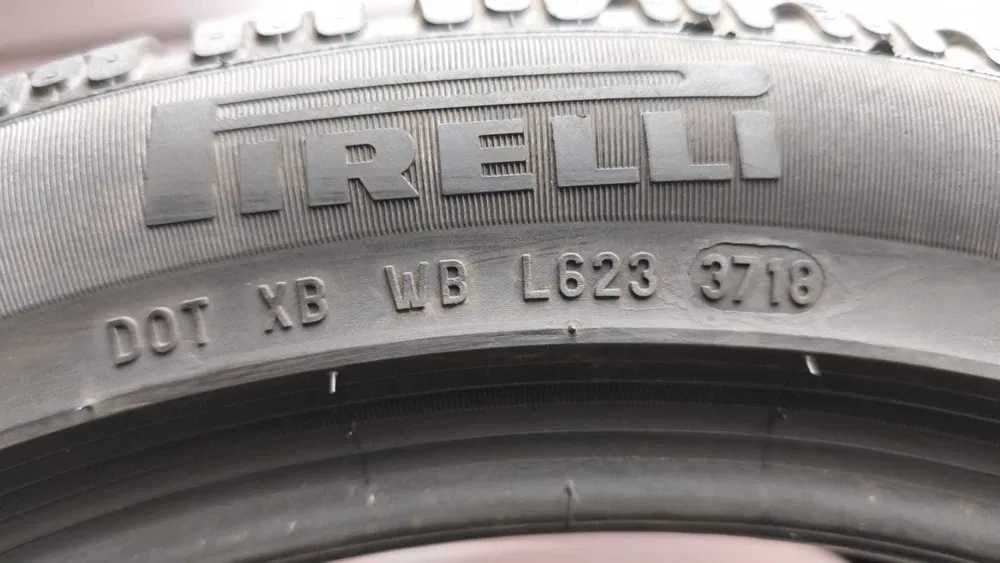 PIRELLI
DOT XB WB L623 3718